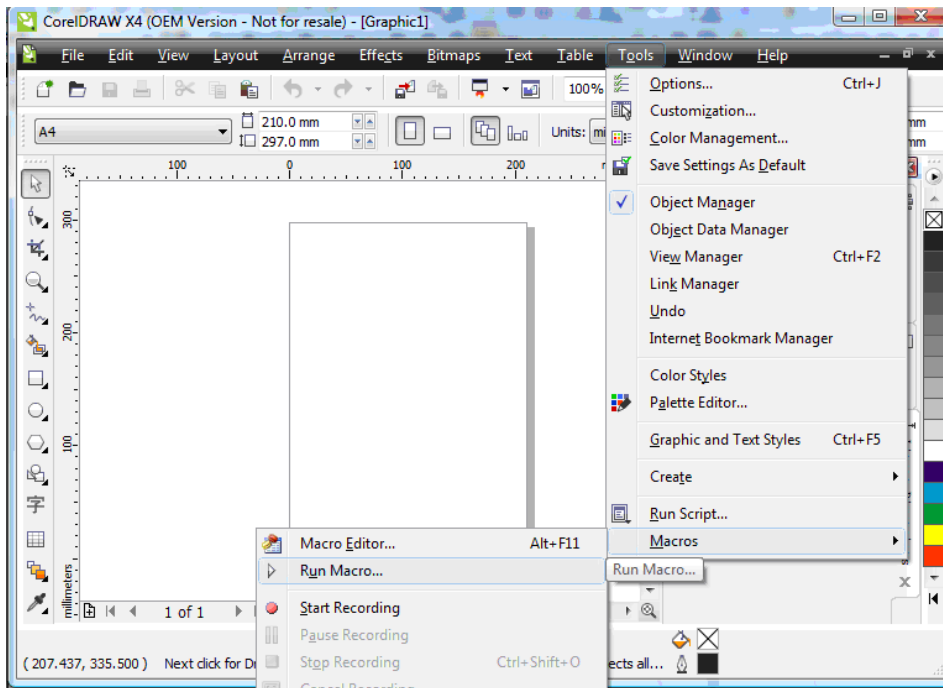 CorelDRAW X4 (OEM Version - Not for resale) - [Graphic1]
File Edit View Layout Arrange Effects Bitmaps Text Table Tools Window Help
100%
A4
210.0 mm
297.0 mm
Units:
mm
mm
Options... Ctrl+J
Customization...
Color Management...
Save Settings As Default
Object Manager
Object Data Manager
View Manager Ctrl+F2
Link Manager
Undo
Internet Bookmark Manager
Color Styles
Palette Editor...
Graphic and Text Styles Ctrl+F5
Create
Run Script...
Macros
Run Macro...
100 0 100 200
300
200
100
millimeters
字
Macro Editor... Alt+F11
Run Macro...
Start Recording
Pause Recording
Stop Recording Ctrl+Shift+O
Cancel Recording
1 of 1
( 207.437, 335.500 ) Next click for Dr
ects all...